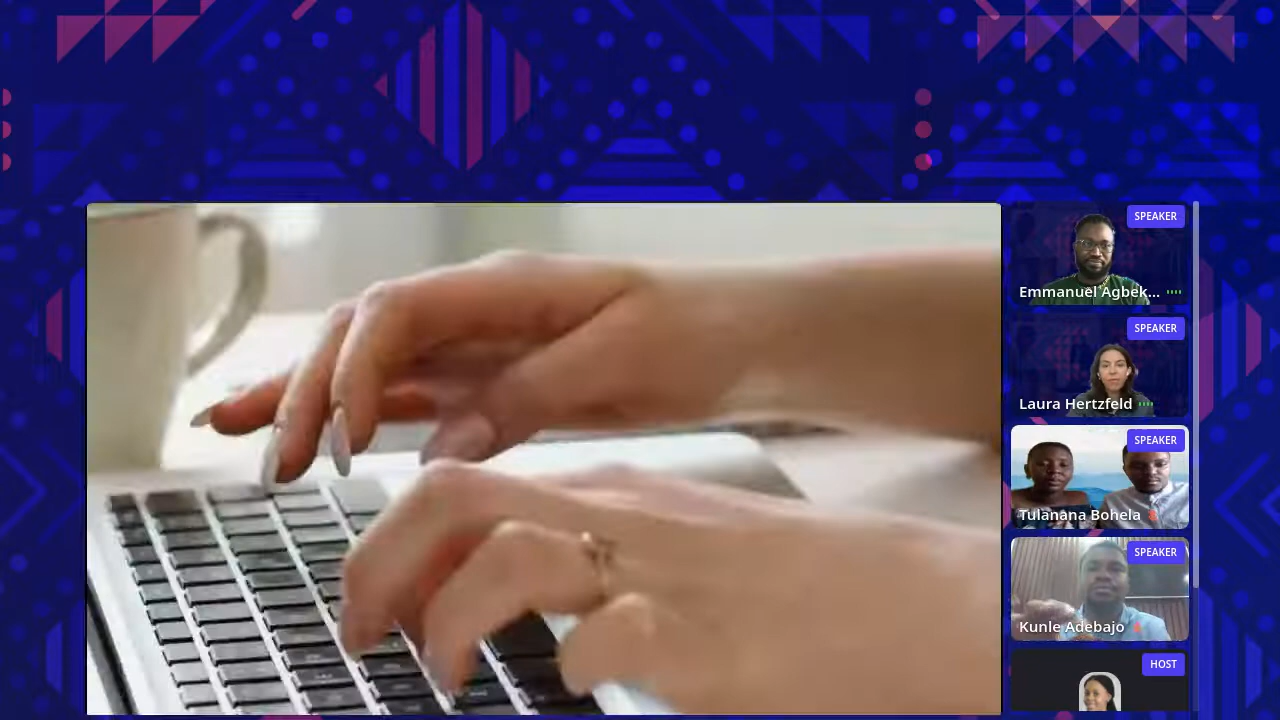 SPEAKER
Emmanuel Agbek...
SPEAKER
Laura Hertzfeld
SPEAKER
Tulanana Bohela
SPEAKER
Kunle Adebajo
HOST